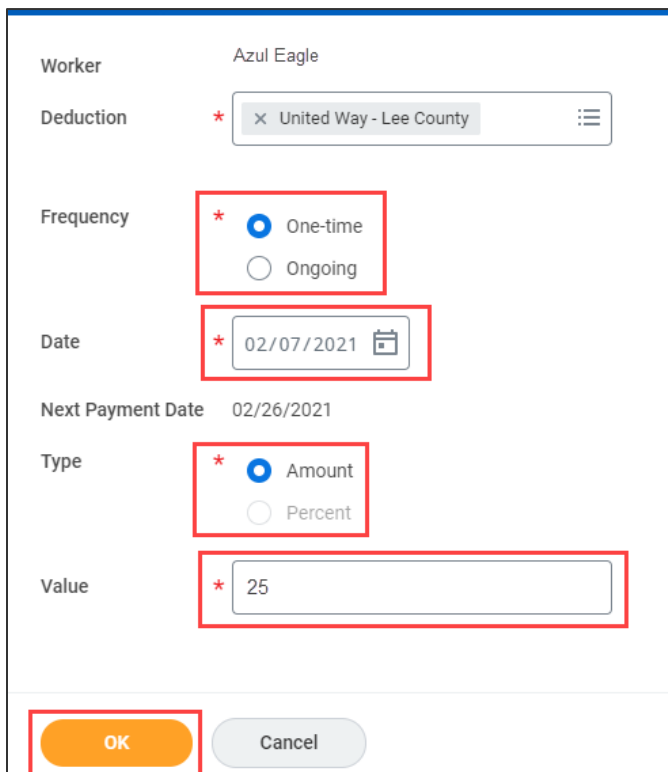 Worker Azul Eagle
Deduction * × United Way - Lee County
Frequency * One-time
Ongoing
Date * 02/07/2021
Next Payment Date 02/26/2021
Type * Amount
Percent
Value * 25
OK Cancel